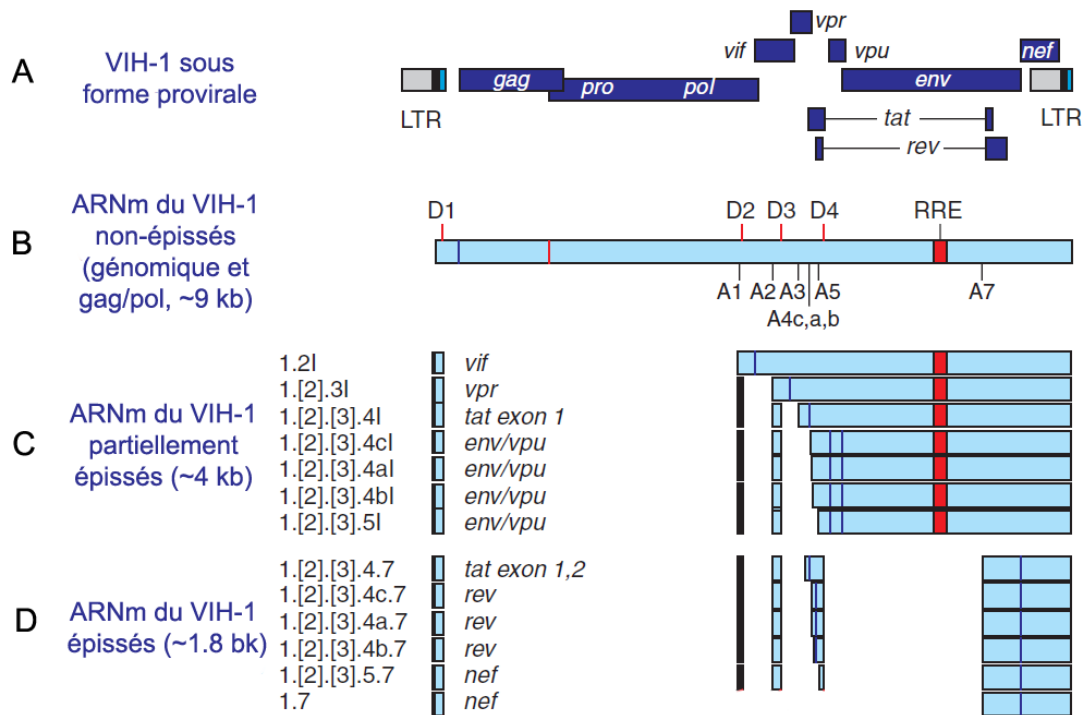 vpr
vif
vpu
nef
A
VIH-1 sous
forme provirale
gag
pro
pol
env
LTR
tat
LTR
rev
B
ARNm du VIH-1
non-épissés
(génomique et
gag/pol, ~9 kb)
D1
D2
D3
D4
RRE
A1
A2
A3
A5
A7
A4c,a,b
C
ARNm du VIH-1
partiellement
épissés (~4 kb)
1.2I vif
1.[2].3I vpr
1.[2].[3].4I tat exon 1
1.[2].[3].4cI env/vpu
1.[2].[3].4aI env/vpu
1.[2].[3].4bI env/vpu
1.[2].[3].5I env/vpu
D
ARNm du VIH-1
épissés (~1.8 bk)
1.[2].[3].4.7 tat exon 1,2
1.[2].[3].4c.7 rev
1.[2].[3].4a.7 rev
1.[2].[3].4b.7 rev
1.[2].[3].5.7 nef
1.7 nef